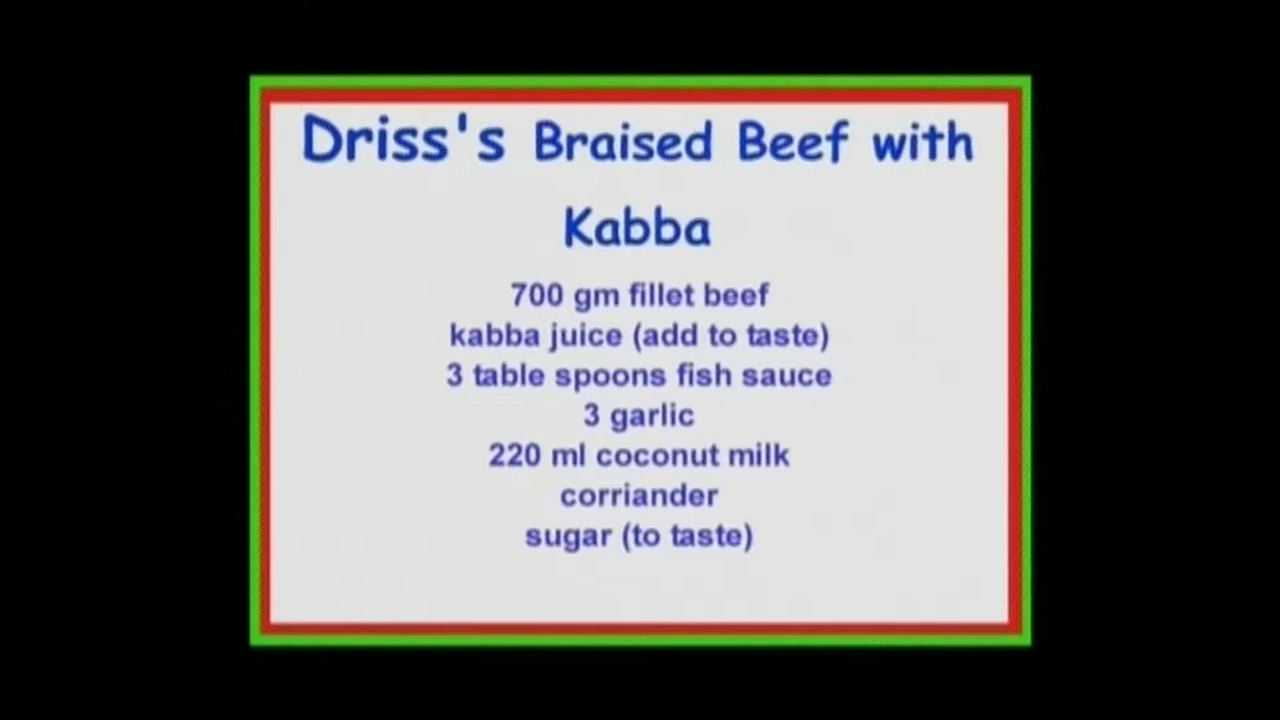 Driss's Braised Beef with
Kabba
700 gm fillet beef
kabba juice (add to taste)
3 table spoons fish sauce
3 garlic
220 ml coconut milk
corriander
sugar (to taste)